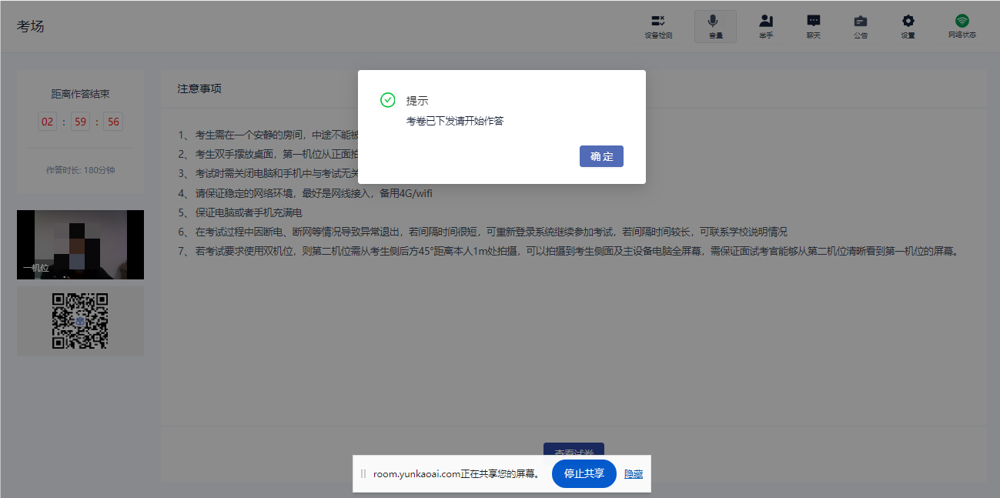 考场
设备检测
音量
举手
聊天
公告
设置
网络状态
距离作答结束
02 : 59 : 56
作答时长: 180分钟
一机位
注意事项
提示
考卷已下发请开始作答
确 定
1、 考生需在一个安静的房间，中途不能被
2、 考生双手摆放桌面，第一机位从正面拍
3、 考试时需关闭电脑和手机中与考试无关
4、 请保证稳定的网络环境，最好是网线接入，备用4G/wifi
5、 保证电脑或者手机充满电
6、 在考试过程中因断电、断网等情况导致异常退出，若间隔时间很短，可重新登录系统继续参加考试，若间隔时间较长，可联系学校说明情况
7、 若考试要求使用双机位，则第二机位需从考生侧后方45°距离本人1m处拍摄，可以拍摄到考生侧面及主设备电脑全屏幕，需保证面试考官能够从第二机位清晰看到第一机位的屏幕。
查看试卷
room.yunkaoai.com正在共享您的屏幕。
停止共享
隐藏